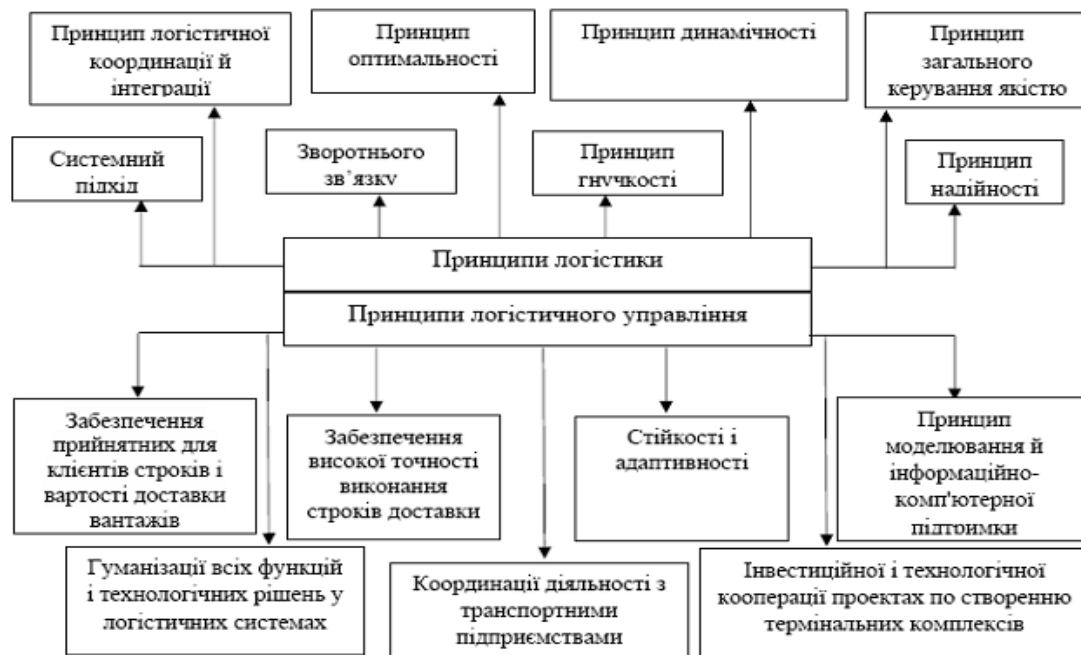 Принцип логістичної
координації й
інтеграції
Принцип
оптимальності
Принцип динамічності
Принцип
загального
керування якістю
Системний
підхід
Зворотнього
зв’язку
Принцип
гнучкості
Принцип
надійності
Принципи логістики
Принципи логістичного управління
Забезпечення
прийнятних для
клієнтів строків і
вартості доставки
вантажів
Забезпечення
високої точності
виконання
строків доставки
Стійкості і
адаптивності
Принцип
моделювання й
інформаційно-
комп'ютерної
підтримки
Гуманізації всіх функцій
і технологічних рішень у
логістичних системах
Координації діяльності з
транспортними
підприємствами
Інвестиційної і технологічної
кооперації проектах по створенню
термінальних комплексів